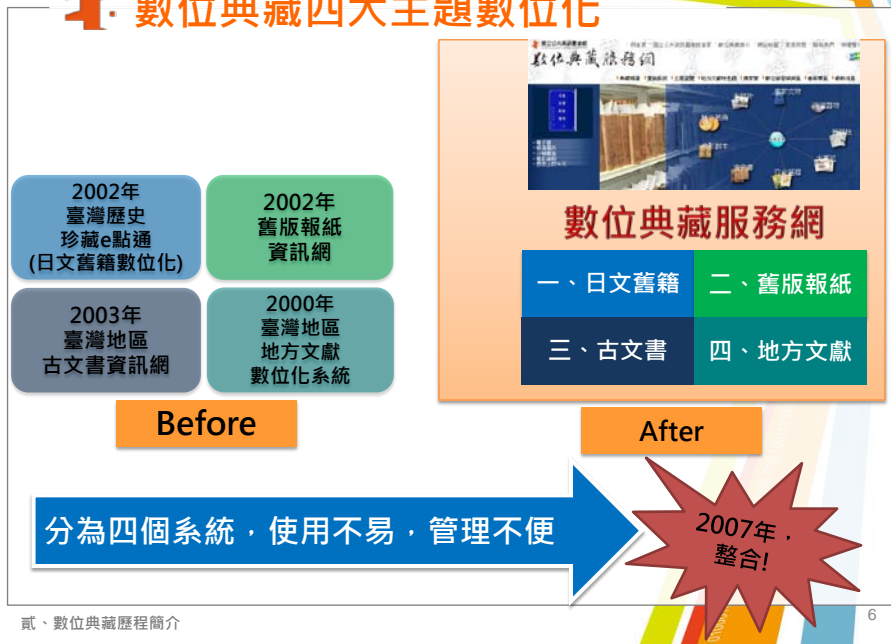 數位典藏四大主題數位化
數位典藏服務網
2002年
臺灣歷史
珍藏e點通
(日文舊籍數位化)
2002年
舊版報紙
資訊網
2003年
臺灣地區
古文書資訊網
2000年
臺灣地區
地方文獻
數位化系統
Before
數位典藏服務網
一、日文舊籍
二、舊版報紙
三、古文書
四、地方文獻
After
分為四個系統，使用不易，管理不便
2007年，
整合!
貳、數位典藏歷程簡介
6